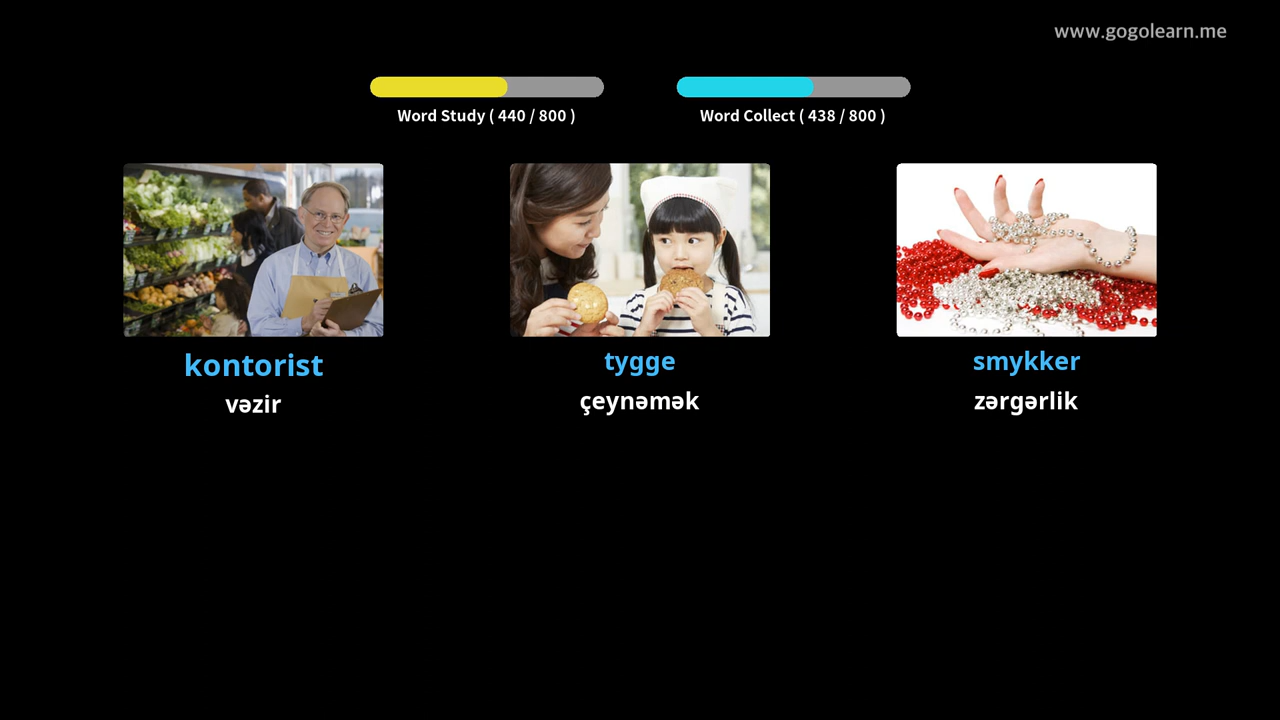 www.gogolearn.me
Word Study ( 440 / 800 )
Word Collect ( 438 / 800 )
kontorist
vəzir
tygge
çeynəmək
smykker
zərgərlik